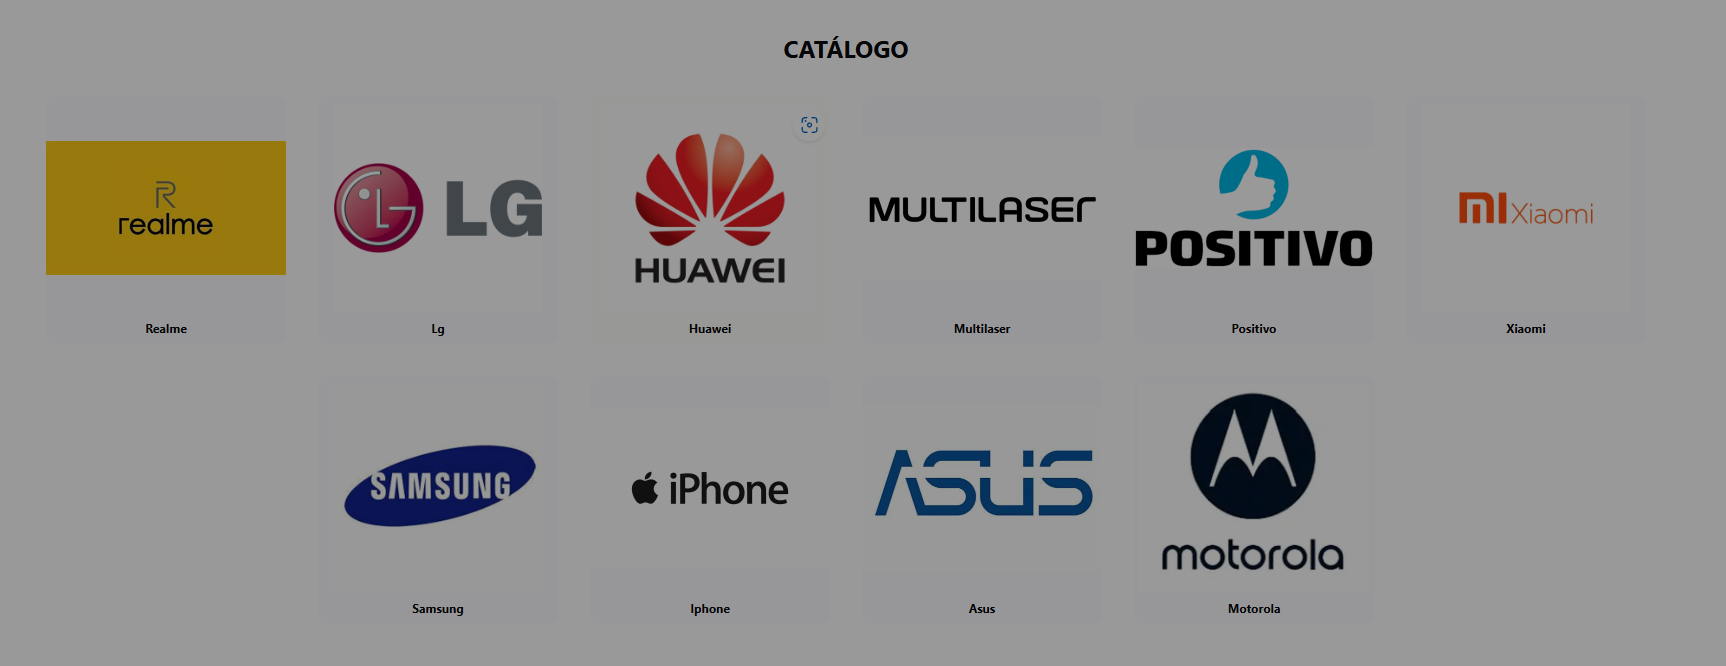 CATÁLOGO
R
realme
LG
HUAWEI
MULTILASER
POSITIVO
MI Xiaomi
Realme
Lg
Huawei
Multilaser
Positivo
Xiaomi
SAMSUNG
iPhone
ASUS
motorola
Samsung
Iphone
Asus
Motorola